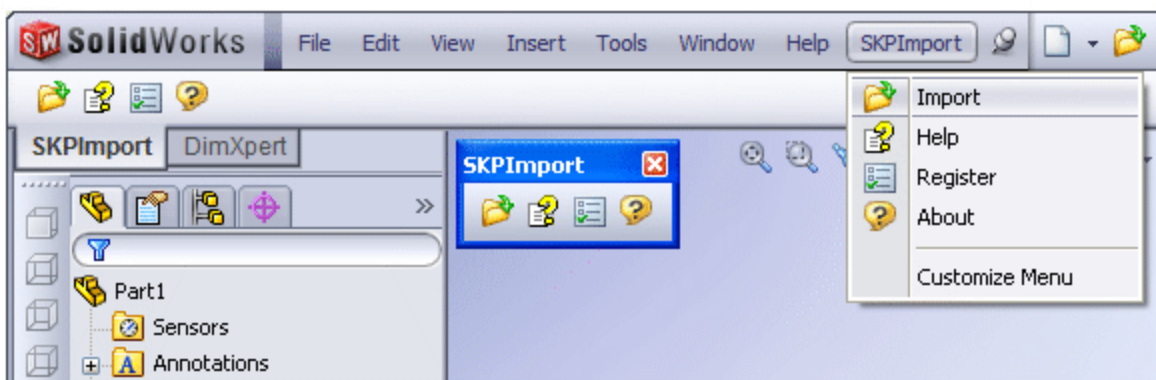 SW SolidWorks File Edit View Insert Tools Window Help SKPImport
Import
SKPImport DimXpert
SKPImport
Help
Register
About
Customize Menu
Part1
Sensors
A Annotations